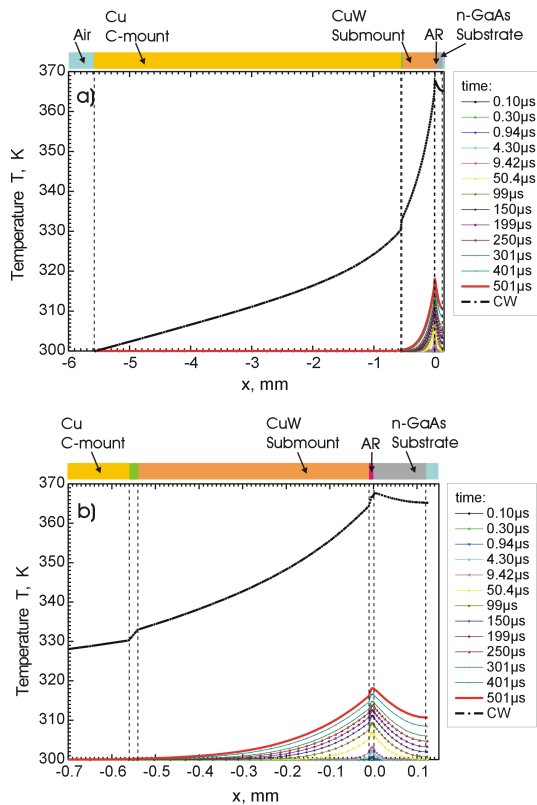 Cu
C-mount
CuW
Submount
n-GaAs
Substrate
Air
AR
a)
370
360
350
340
330
320
310
300
Temperature T, K
-6 -5 -4 -3 -2 -1 0
x, mm
time:
0.10µs
0.30µs
0.94µs
4.30µs
9.42µs
50.4µs
99µs
150µs
199µs
250µs
301µs
401µs
501µs
CW
Cu
C-mount
CuW
Submount
AR
n-GaAs
Substrate
b)
370
360
350
340
330
320
310
300
Temperature T, K
-0.7 -0.6 -0.5 -0.4 -0.3 -0.2 -0.1 0.0 0.1
x, mm
time:
0.10µs
0.30µs
0.94µs
4.30µs
9.42µs
50.4µs
99µs
150µs
199µs
250µs
301µs
401µs
501µs
CW